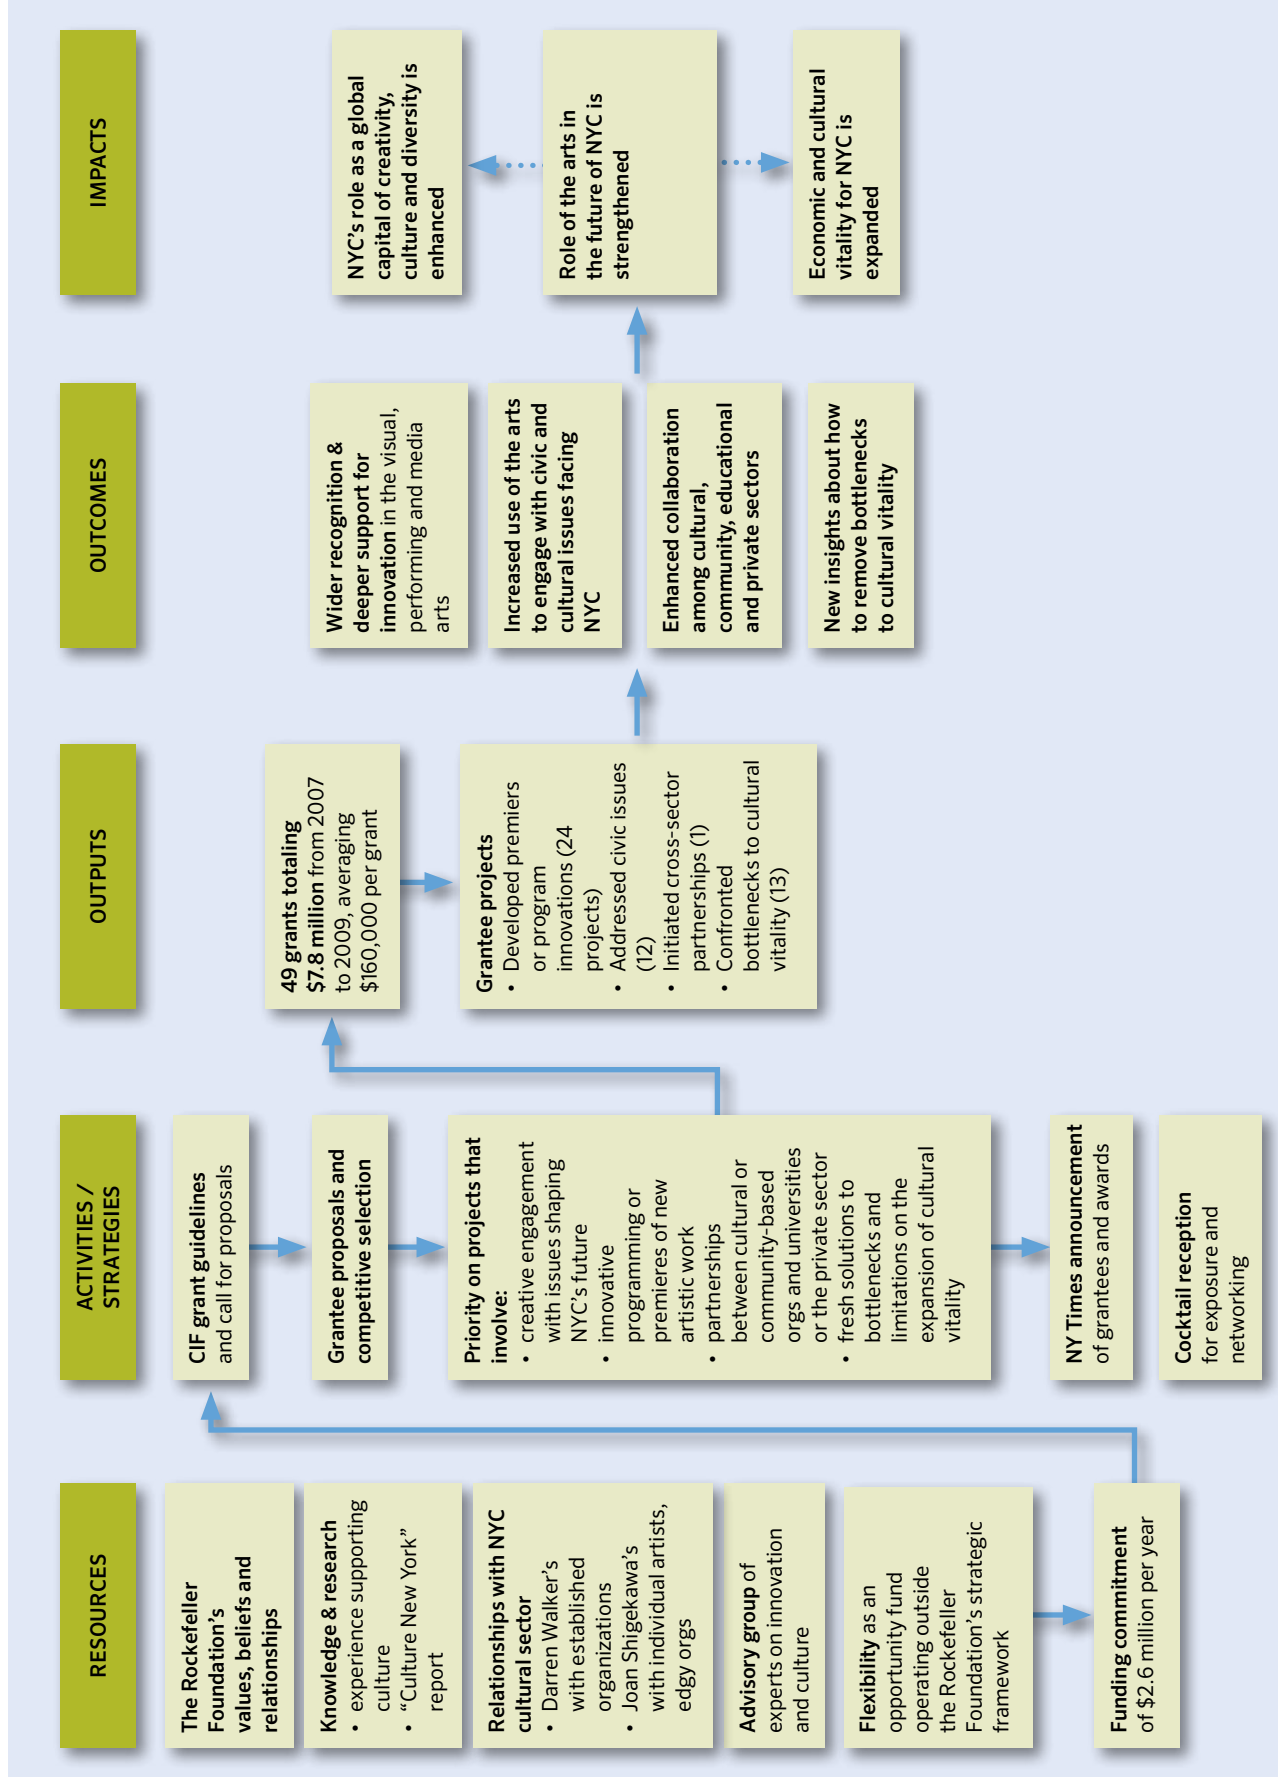 RESOURCES
The Rockefeller
Foundation's
values, beliefs and
relationships
Knowledge & research
• experience supporting
culture
• “Culture New York”
report
Relationships with NYC
cultural sector
• Darren Walker's
with established
organizations
• Joan Shigekawa's
with individual artists,
edgy orgs
Advisory group of
experts on innovation
and culture
Flexibility as an
opportunity fund
operating outside
the Rockefeller
Foundation's strategic
framework
Funding commitment
of $2.6 million per year
ACTIVITIES /
STRATEGIES
CIF grant guidelines
and call for proposals
Grantee proposals and
competitive selection
Priority on projects that
involve:
• creative engagement
with issues shaping
NYC's future
• innovative
programming or
premieres of new
artistic work
• partnerships
between cultural or
community-based
orgs and universities
or the private sector
• fresh solutions to
bottlenecks and
limitations on the
expansion of cultural
vitality
NY Times announcement
of grantees and awards
Cocktail reception
for exposure and
networking
OUTPUTS
49 grants totaling
$7.8 million from 2007
to 2009, averaging
$160,000 per grant
Grantee projects
• Developed premiers
or program
innovations (24
projects)
• Addressed civic issues
(12)
• Initiated cross-sector
partnerships (1)
• Confronted
bottlenecks to cultural
vitality (13)
OUTCOMES
Wider recognition &
deeper support for
innovation in the visual,
performing and media
arts
Increased use of the arts
to engage with civic and
cultural issues facing
NYC
Enhanced collaboration
among cultural,
community, educational
and private sectors
New insights about how
to remove bottlenecks
to cultural vitality
IMPACTS
NYC's role as a global
capital of creativity,
culture and diversity is
enhanced
Role of the arts in
the future of NYC is
strengthened
Economic and cultural
vitality for NYC is
expanded